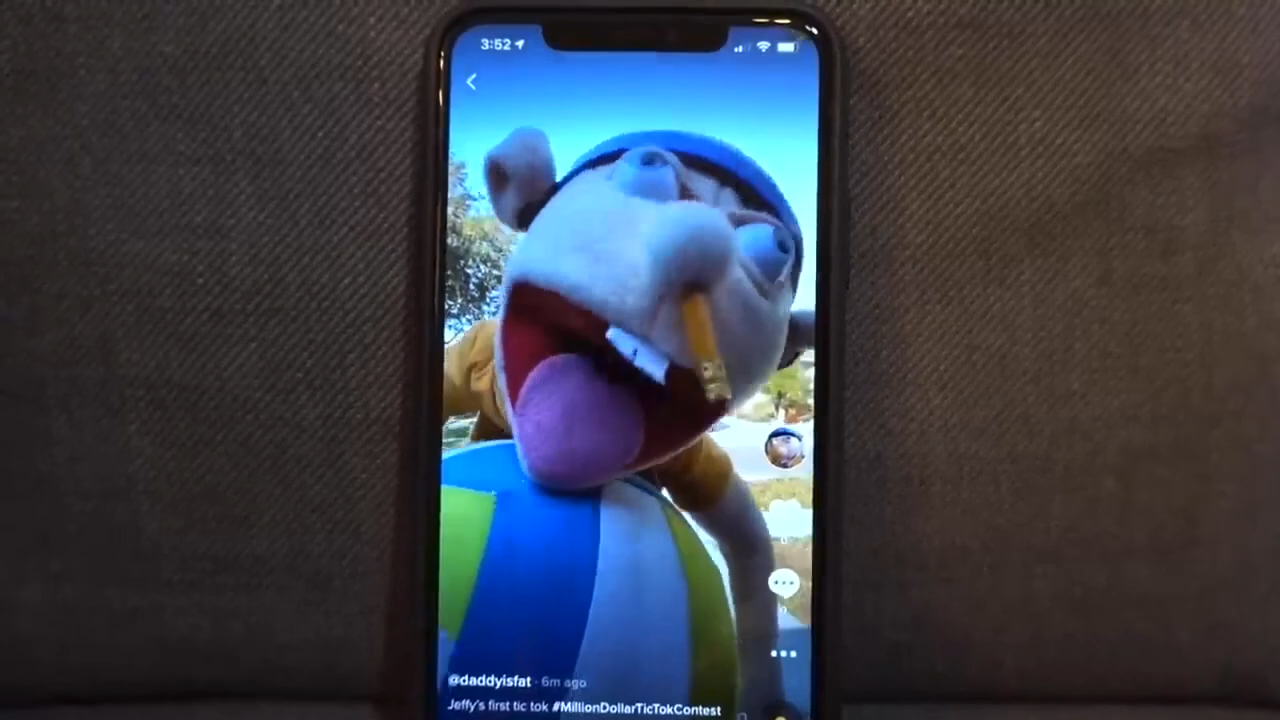 3:52
@daddyisfat · 6m ago
Jeffy's first tic tok #MillionDollarTicTokContest